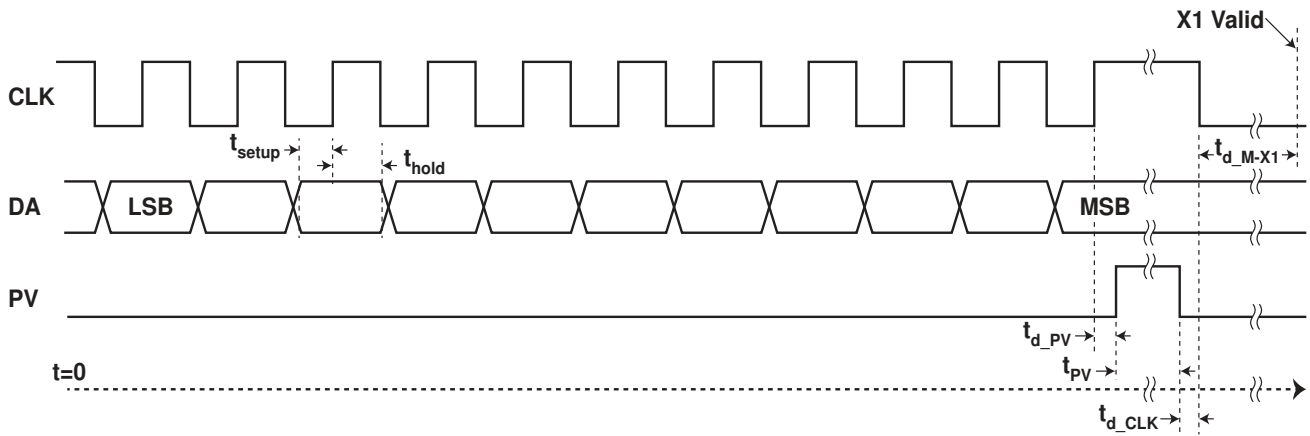 X1 Valid
CLK
t_setup
t_hold
t_d_M-X1
DA
LSB
MSB
PV
t_d_PV
t=0
t_PV
t_d_CLK